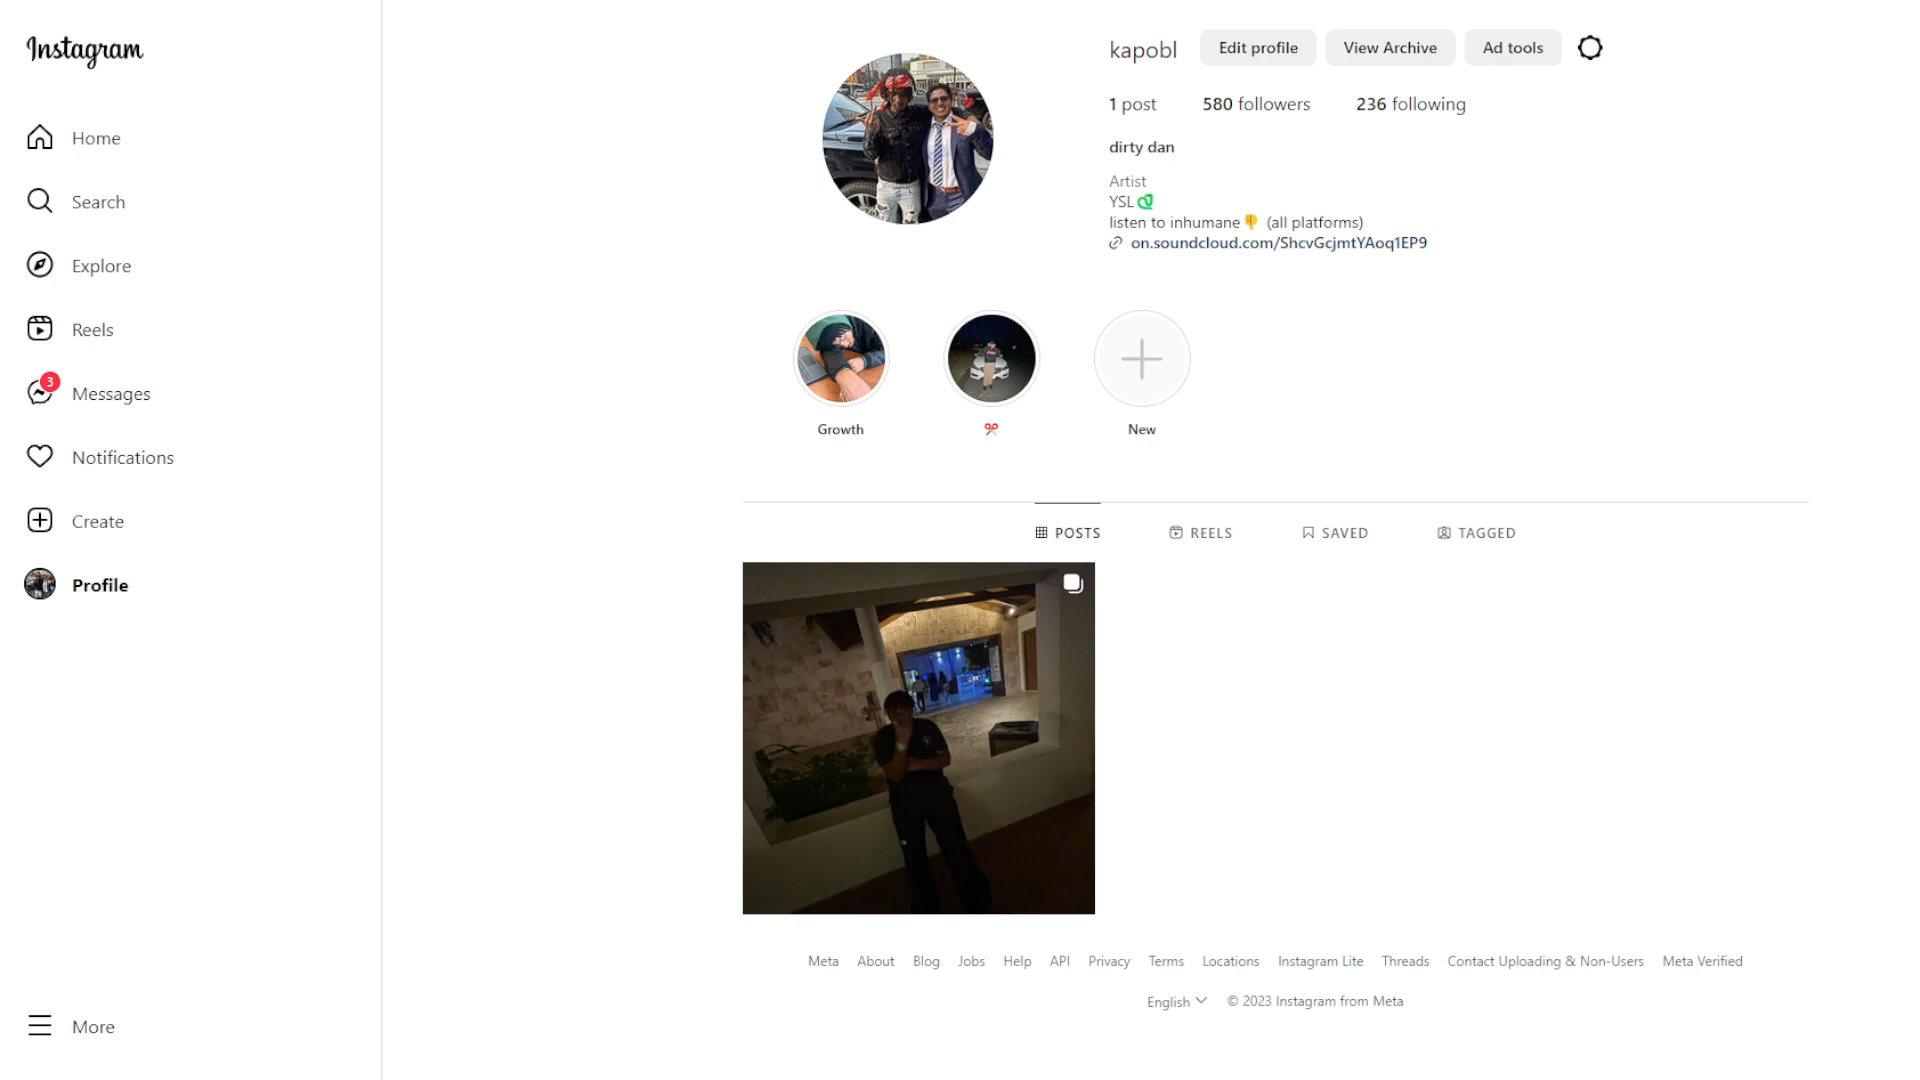 Instagram
Home
Search
Explore
Reels
3
Messages
Notifications
Create
Profile
More
kapobl
Edit profile
View Archive
Ad tools
1 post
580 followers
236 following
dirty dan
Artist
YSL🐍
listen to inhumane👎 (all platforms)
on.soundcloud.com/ShcvGcjmtYAoq1EP9
Growth
New
POSTS
REELS
SAVED
TAGGED
Meta About Blog Jobs Help API Privacy Terms Locations Instagram Lite Threads Contact Uploading & Non-Users Meta Verified
English
© 2023 Instagram from Meta